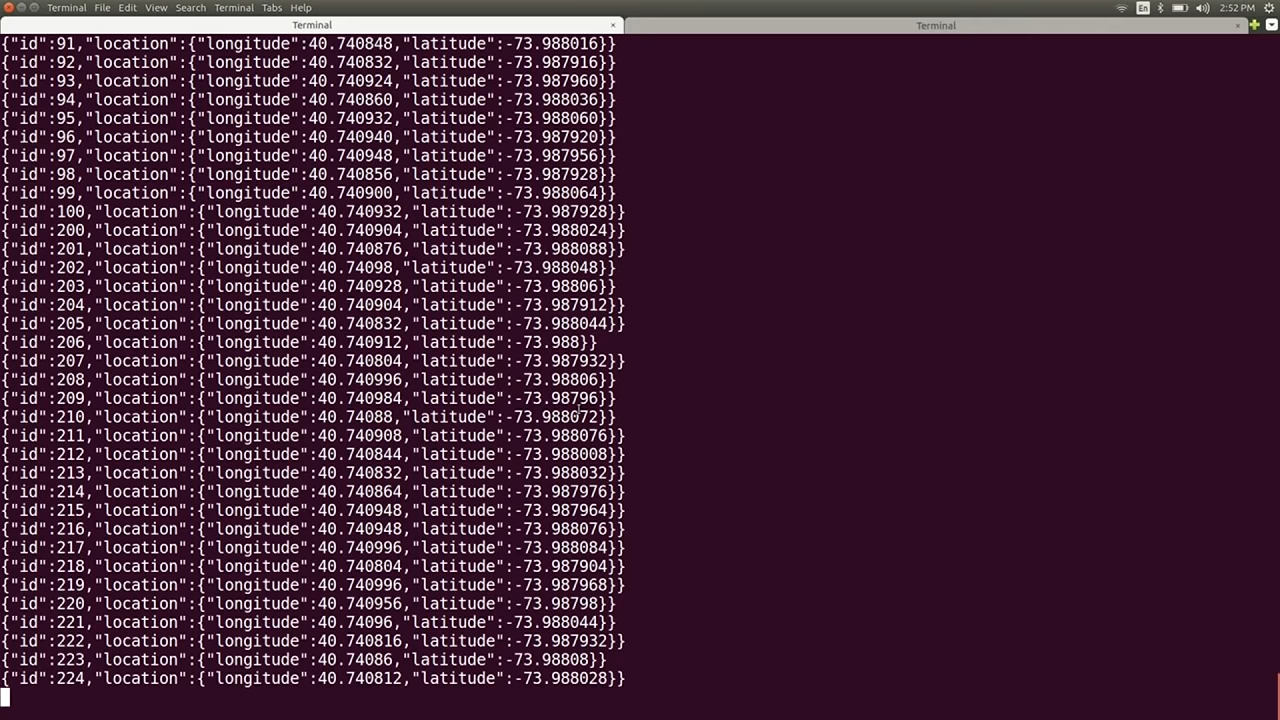 Terminal File Edit View Search Terminal Tabs Help En 2:52 PM
Terminal × Terminal ×
{"id":91,"location":{"longitude":40.740848,"latitude":-73.988016}}
{"id":92,"location":{"longitude":40.740832,"latitude":-73.987916}}
{"id":93,"location":{"longitude":40.740924,"latitude":-73.987960}}
{"id":94,"location":{"longitude":40.740860,"latitude":-73.988036}}
{"id":95,"location":{"longitude":40.740932,"latitude":-73.988060}}
{"id":96,"location":{"longitude":40.740940,"latitude":-73.987920}}
{"id":97,"location":{"longitude":40.740948,"latitude":-73.987956}}
{"id":98,"location":{"longitude":40.740856,"latitude":-73.987928}}
{"id":99,"location":{"longitude":40.740900,"latitude":-73.988064}}
{"id":100,"location":{"longitude":40.740932,"latitude":-73.987928}}
{"id":200,"location":{"longitude":40.740904,"latitude":-73.988024}}
{"id":201,"location":{"longitude":40.740876,"latitude":-73.988088}}
{"id":202,"location":{"longitude":40.74098,"latitude":-73.988048}}
{"id":203,"location":{"longitude":40.740928,"latitude":-73.98806}}
{"id":204,"location":{"longitude":40.740904,"latitude":-73.987912}}
{"id":205,"location":{"longitude":40.740832,"latitude":-73.988044}}
{"id":206,"location":{"longitude":40.740912,"latitude":-73.988}}
{"id":207,"location":{"longitude":40.740804,"latitude":-73.987932}}
{"id":208,"location":{"longitude":40.740996,"latitude":-73.98806}}
{"id":209,"location":{"longitude":40.740984,"latitude":-73.98796}}
{"id":210,"location":{"longitude":40.74088,"latitude":-73.988072}}
{"id":211,"location":{"longitude":40.740908,"latitude":-73.988076}}
{"id":212,"location":{"longitude":40.740844,"latitude":-73.988008}}
{"id":213,"location":{"longitude":40.740832,"latitude":-73.988032}}
{"id":214,"location":{"longitude":40.740864,"latitude":-73.987976}}
{"id":215,"location":{"longitude":40.740948,"latitude":-73.987964}}
{"id":216,"location":{"longitude":40.740948,"latitude":-73.988076}}
{"id":217,"location":{"longitude":40.740996,"latitude":-73.988084}}
{"id":218,"location":{"longitude":40.740804,"latitude":-73.987904}}
{"id":219,"location":{"longitude":40.740996,"latitude":-73.987968}}
{"id":220,"location":{"longitude":40.740956,"latitude":-73.98798}}
{"id":221,"location":{"longitude":40.74096,"latitude":-73.988044}}
{"id":222,"location":{"longitude":40.740816,"latitude":-73.987932}}
{"id":223,"location":{"longitude":40.74086,"latitude":-73.98808}}
{"id":224,"location":{"longitude":40.740812,"latitude":-73.988028}}